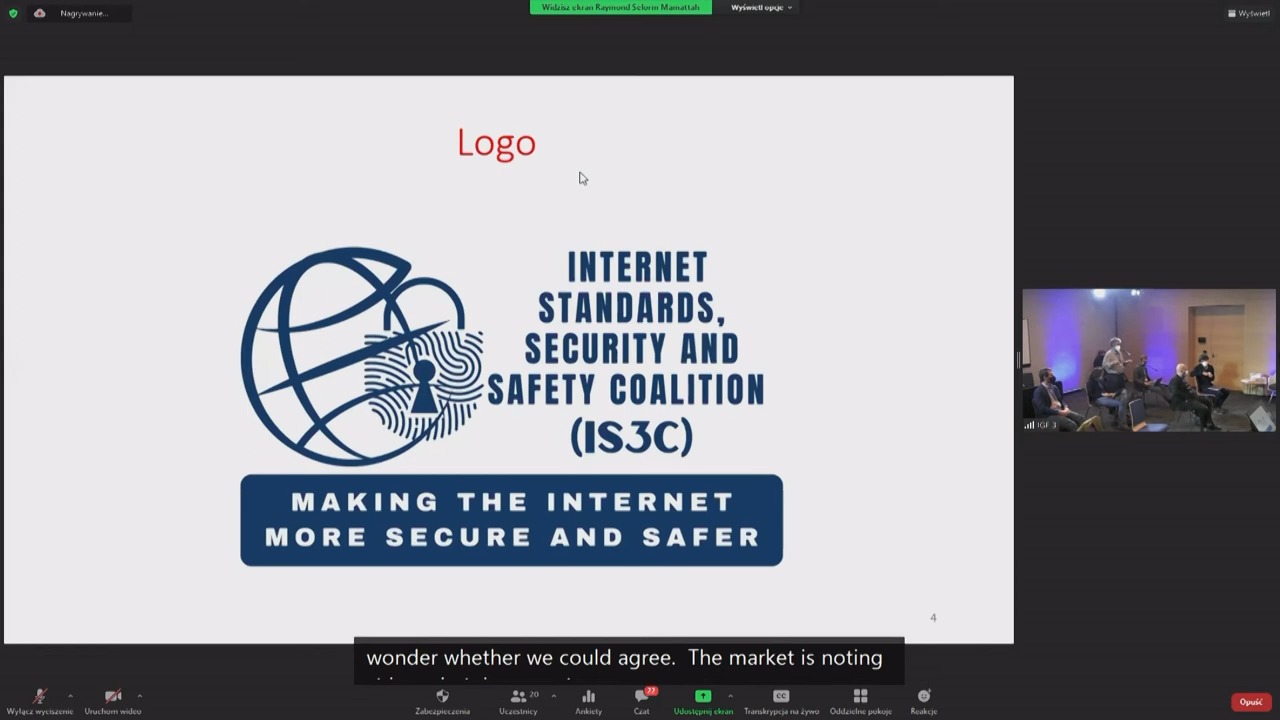 Nagrywanie...
Widzisz ekran Raymond Selorm Mamattah
Wyświetl opcje
Wyświetl
Logo
INTERNET
STANDARDS,
SECURITY AND
SAFETY COALITION
(IS3C)
MAKING THE INTERNET
MORE SECURE AND SAFER
4
IGF 3
wonder whether we could agree. The market is noting
Wyłącz wyciszenie
Uruchom wideo
Zabezpieczenia
20
Uczestnicy
Ankiety
22
Czat
Udostępnij ekran
CC
Transkrypcja na żywo
Oddzielne pokoje
Reakcje
Opuść